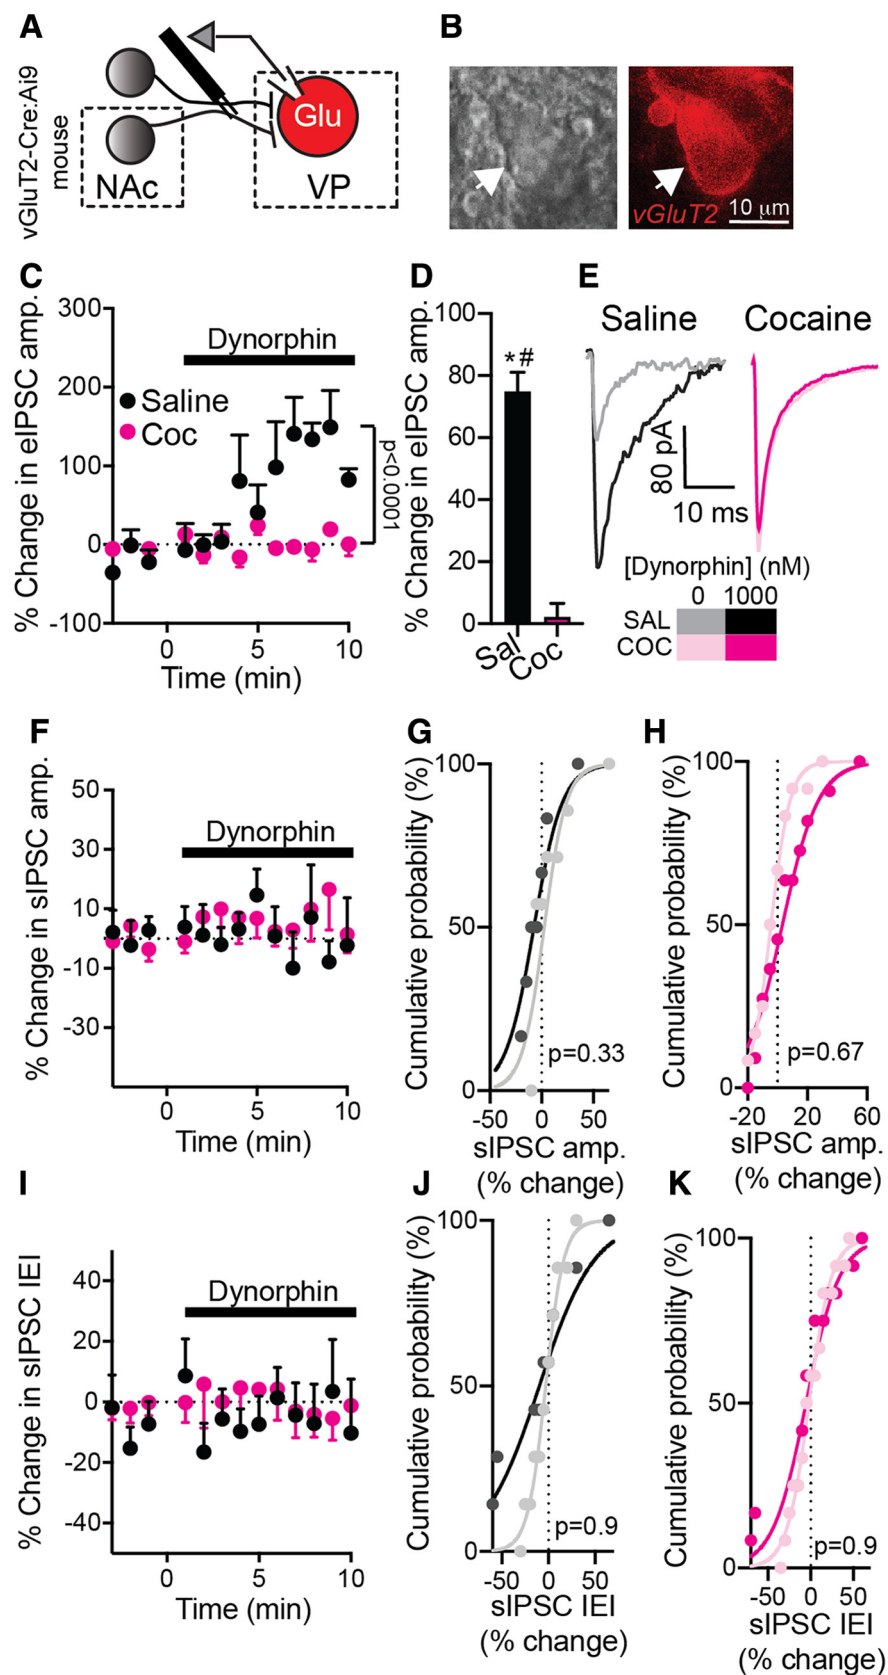 A
vGluT2-Cre:Ai9
mouse
NAc
Glu
VP
B
vGluT2
10 μm
C
% Change in eIPSC amp.
300
200
100
0
-100
Dynorphin
Saline
Coc
p<0.0001
0
5
10
Time (min)
D
% Change in eIPSC amp.
100
80
60
40
20
0
*#
Sal
Coc
E
Saline
Cocaine
80 pA
10 ms
[Dynorphin] (nM)
0 1000
SAL
COC
F
% Change in sIPSC amp.
50
30
10
-10
-30
Dynorphin
0
5
10
Time (min)
G
Cumulative probability (%)
100
50
0
p=0.33
-50 0 50
sIPSC amp.
(% change)
H
Cumulative probability (%)
100
50
0
p=0.67
-20 20 60
sIPSC amp.
(% change)
I
% Change in sIPSC IEI
40
20
0
-20
-40
Dynorphin
0
5
10
Time (min)
J
Cumulative probability (%)
100
50
0
p=0.9
-50 0 50
sIPSC IEI
(% change)
K
Cumulative probability (%)
100
50
0
p=0.9
-50 0 50
sIPSC IEI
(% change)